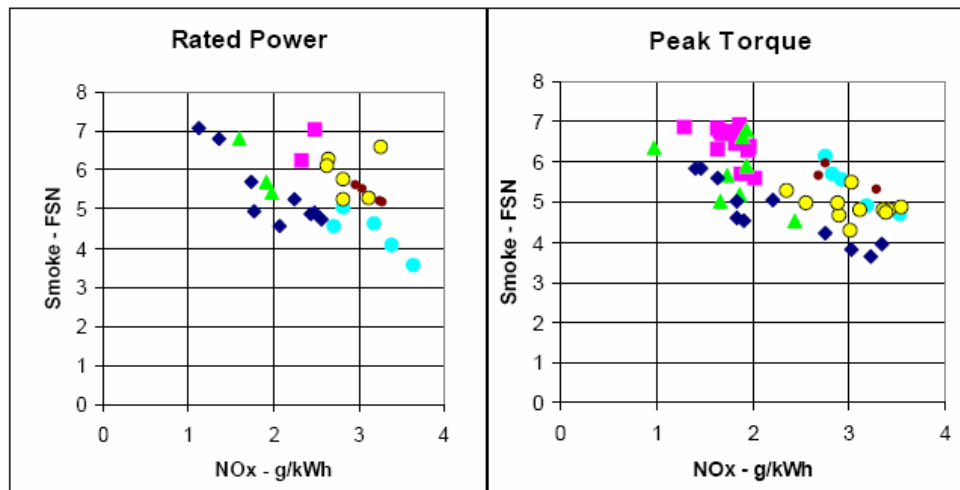 Rated Power
8
7
6
5
4
3
2
1
0
Smoke - FSN
0 1 2 3 4
NOx - g/kWh
Peak Torque
8
7
6
5
4
3
2
1
0
Smoke - FSN
0 1 2 3 4
NOx - g/kWh